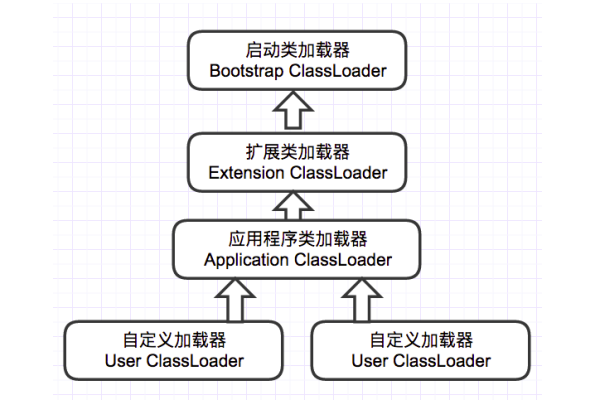 启动类加载器
Bootstrap ClassLoader
扩展类加载器
Extension ClassLoader
应用程序类加载器
Application ClassLoader
自定义加载器
User ClassLoader
自定义加载器
User ClassLoader